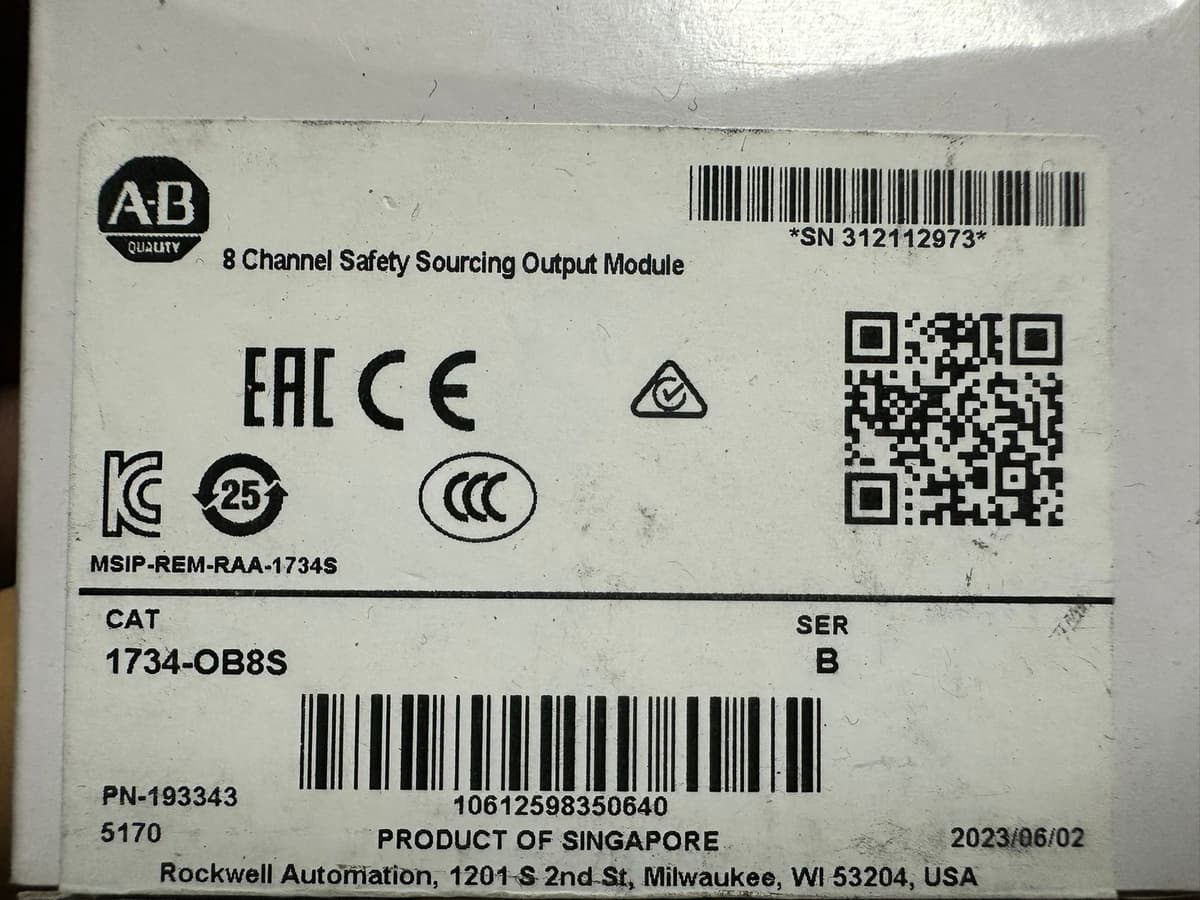 A-B
QUALITY
*SN 312112973*
8 Channel Safety Sourcing Output Module
EAC CE
KC 25 CCC
MSIP-REM-RAA-1734S
CAT
SER
1734-OB8S
B
PN-193343
10612598350640
5170
PRODUCT OF SINGAPORE
2023/06/02
Rockwell Automation, 1201 S 2nd St, Milwaukee, WI 53204, USA